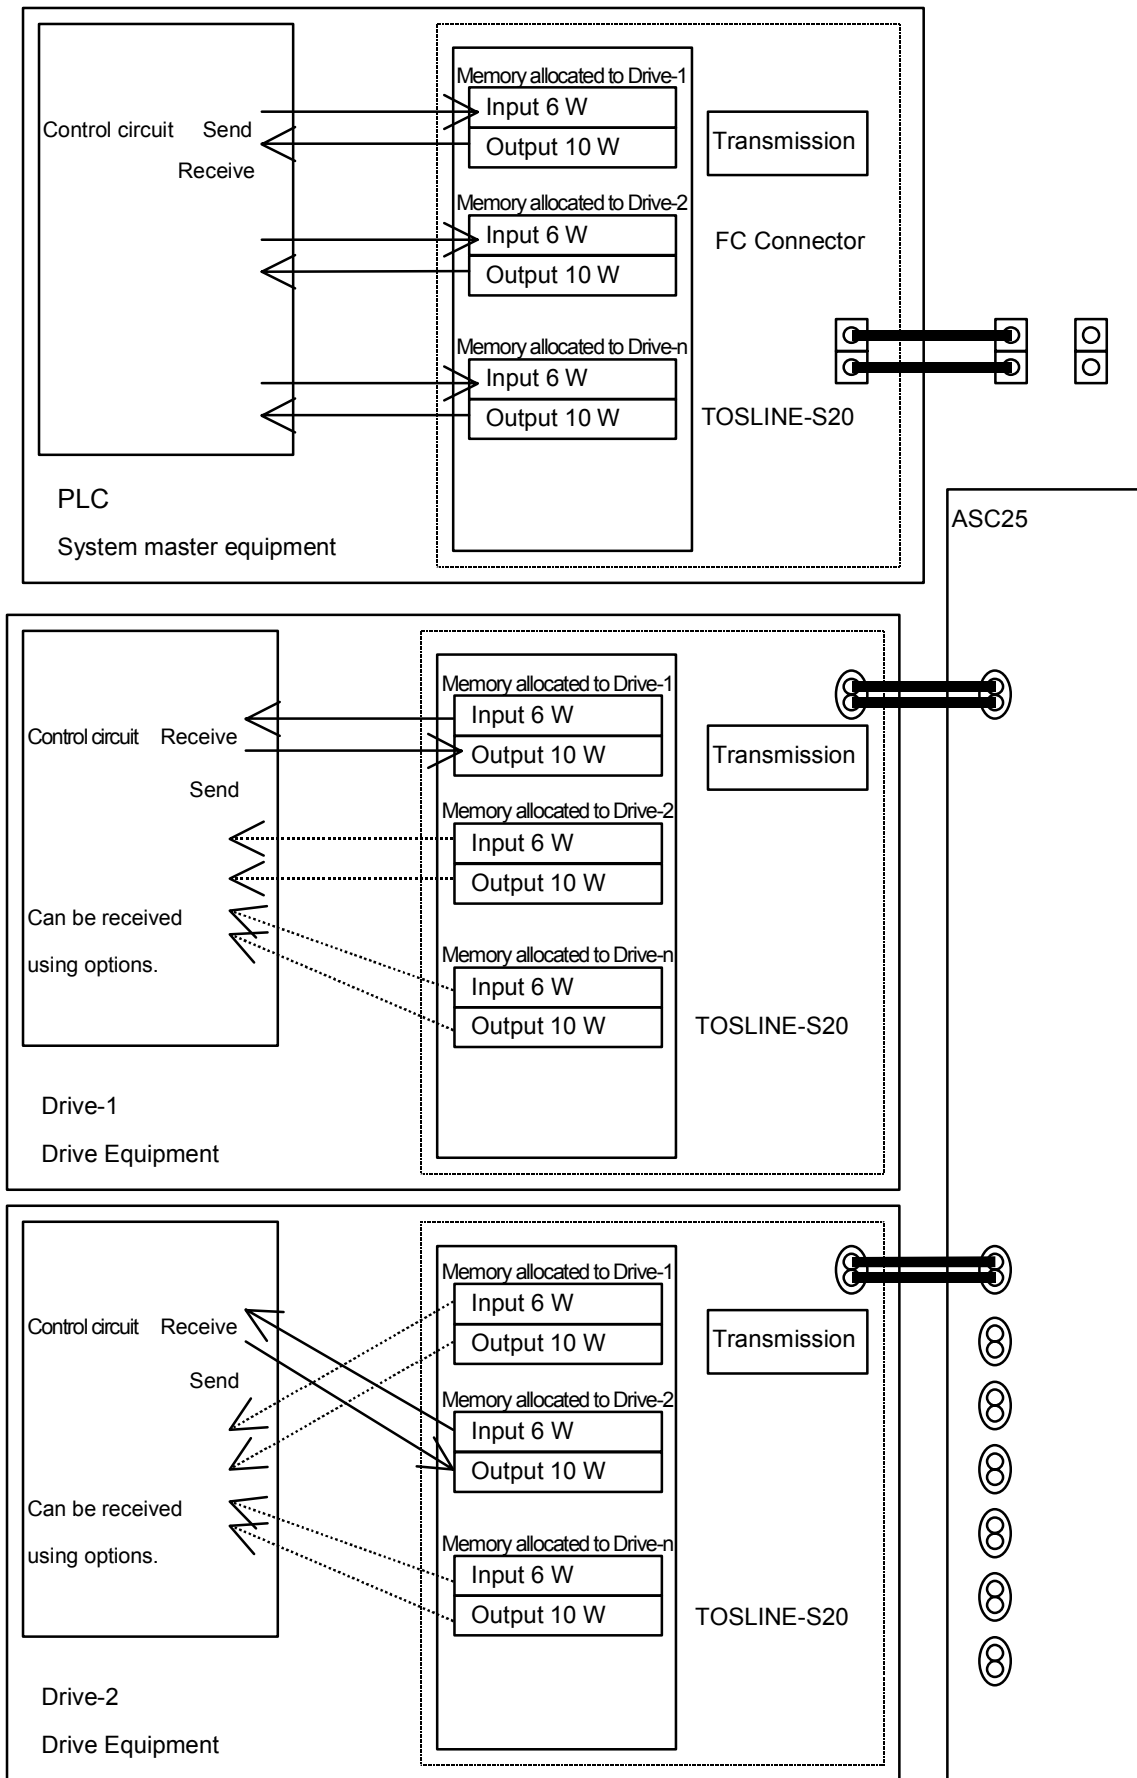 Memory allocated to Drive-1
Input 6 W
Control circuit Send
Output 10 W
Transmission
Receive
Memory allocated to Drive-2
Input 6 W
FC Connector
Output 10 W
Memory allocated to Drive-n
Input 6 W
Output 10 W
TOSLINE-S20
PLC
System master equipment
ASC25
Memory allocated to Drive-1
Input 6 W
Control circuit Receive
Output 10 W
Transmission
Send
Memory allocated to Drive-2
Input 6 W
Output 10 W
Can be received
using options.
Memory allocated to Drive-n
Input 6 W
Output 10 W
TOSLINE-S20
Drive-1
Drive Equipment
Memory allocated to Drive-1
Input 6 W
Control circuit Receive
Output 10 W
Transmission
Send
Memory allocated to Drive-2
Input 6 W
Output 10 W
Can be received
using options.
Memory allocated to Drive-n
Input 6 W
Output 10 W
TOSLINE-S20
Drive-2
Drive Equipment